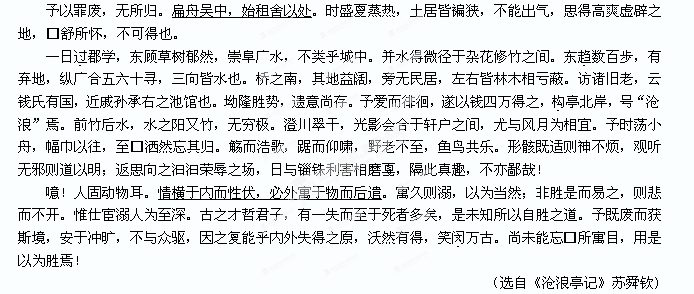 予以罪废，无所归。扁舟吴中，始租舍以处。时盛夏蒸热，土居皆褊狭，不能出气，思得高爽虚辟之
地，□舒所怀，不可得也。
一日过郡学，东顾草树郁然，崇阜广水，不类乎城中。并水得微径于杂花修竹之间。东趋数百步，有
弃地，纵广合五六十寻，三向皆水也。桥之南，其地益阔，旁无民居，左右皆林木相亏蔽。访诸旧老，云
钱氏有国，近戚孙承右之池馆也。坳隆胜势，遗意尚存。予爱而徘徊，遂以钱四万得之，构亭北岸，号“沧
浪”焉。前竹后水，水之阳又竹，无穷极。澄川翠干，光影会合于轩户之间，尤与风月为相宜。予时荡小
舟，幅巾以往，至□洒然忘其归。觞而浩歌，踞而仰啸，野老不至，鱼鸟共乐。形骸既适则神不烦，观听
无邪则道以明；返思向之汩汩荣辱之场，日与锱铢利害相磨戛，隔此真趣，不亦鄙哉！
噫！人固动物耳。情横于内而性伏，必外寓于物而后遣。寓久则溺，以为当然；非胜是而易之，则悲
而不开。惟仕宦溺人为至深。古之才哲君子，有一失而至于死者多矣，是未知所以自胜之道。予既废而获
斯境，安于冲旷，不与众驱，因之复能乎内外失得之原，沃然有得，笑闵万古。尚未能忘□所寓目，用是
以为胜焉！
（选自《沧浪亭记》苏舜钦）